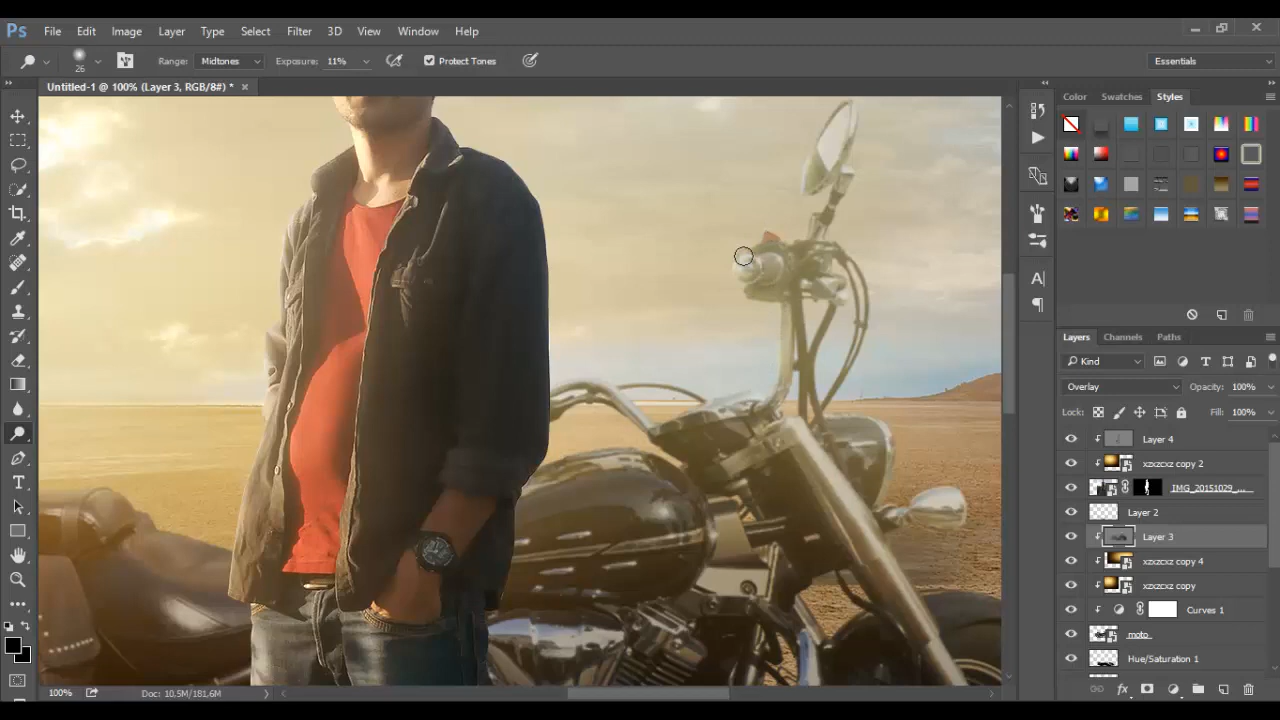 Ps File Edit Image Layer Type Select Filter 3D View Window Help
26 Range: Midtones Exposure: 11% Protect Tones Essentials
Untitled-1 @ 100% (Layer 3, RGB/8#) * ×
Color Swatches Styles
Layers Channels Paths
Kind
Overlay Opacity: 100%
Lock: Fill: 100%
Layer 4
xzxzcxz copy 2
IMG_20151029_...
Layer 2
Layer 3
xzxzcxz copy 4
xzxzcxz copy
Curves 1
moto
Hue/Saturation 1
100% Doc: 10,5M/181,6M